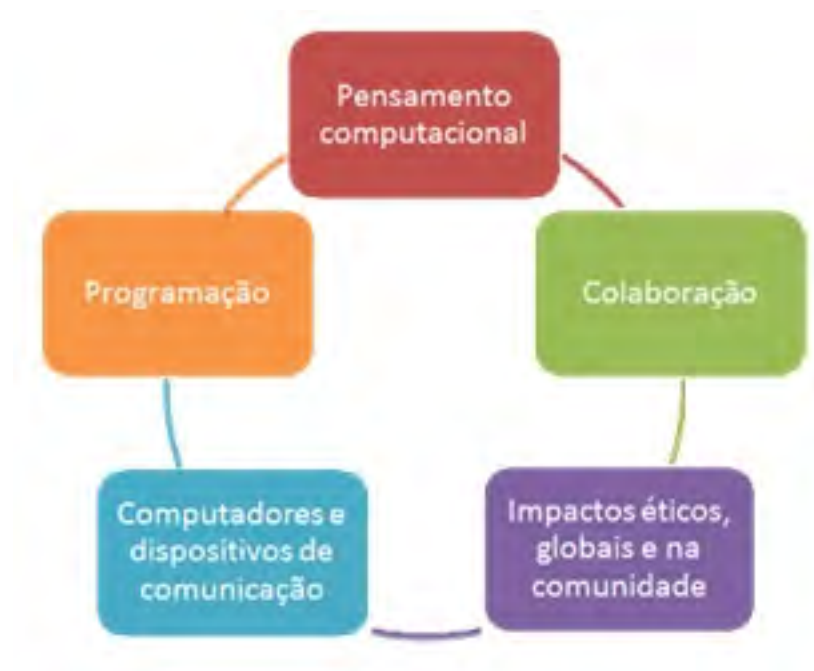 Pensamento
computacional
Programação
Colaboração
Computadores e
dispositivos de
comunicação
Impactos éticos,
globais e na
comunidade